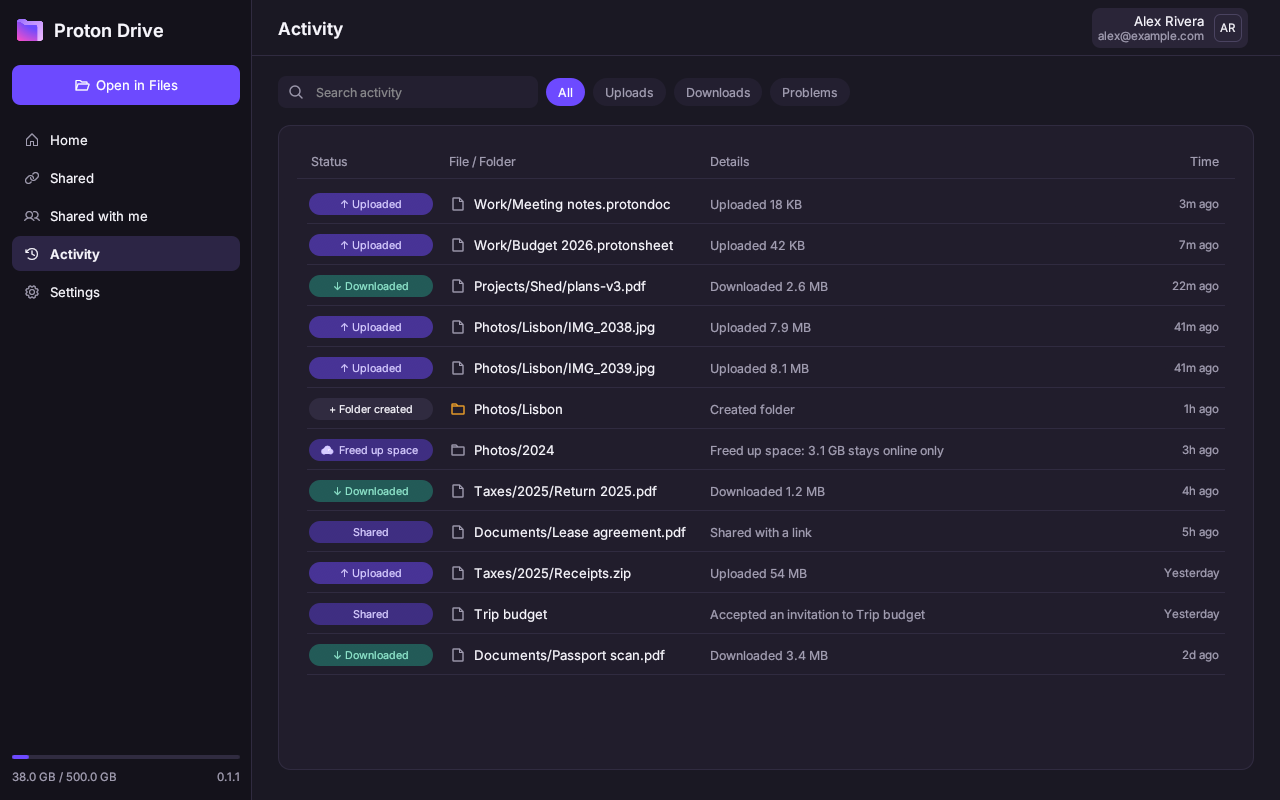 Proton Drive
Open in Files
Home
Shared
Shared with me
Activity
Settings
38.0 GB / 500.0 GB 0.1.1
Activity
Alex Rivera
alex@example.com
AR
Search activity All Uploads Downloads Problems
Status File / Folder Details Time
↑ Uploaded Work/Meeting notes.protondoc Uploaded 18 KB 3m ago
↑ Uploaded Work/Budget 2026.protonsheet Uploaded 42 KB 7m ago
↓ Downloaded Projects/Shed/plans-v3.pdf Downloaded 2.6 MB 22m ago
↑ Uploaded Photos/Lisbon/IMG_2038.jpg Uploaded 7.9 MB 41m ago
↑ Uploaded Photos/Lisbon/IMG_2039.jpg Uploaded 8.1 MB 41m ago
+ Folder created Photos/Lisbon Created folder 1h ago
Freed up space Photos/2024 Freed up space: 3.1 GB stays online only 3h ago
↓ Downloaded Taxes/2025/Return 2025.pdf Downloaded 1.2 MB 4h ago
Shared Documents/Lease agreement.pdf Shared with a link 5h ago
↑ Uploaded Taxes/2025/Receipts.zip Uploaded 54 MB Yesterday
Shared Trip budget Accepted an invitation to Trip budget Yesterday
↓ Downloaded Documents/Passport scan.pdf Downloaded 3.4 MB 2d ago